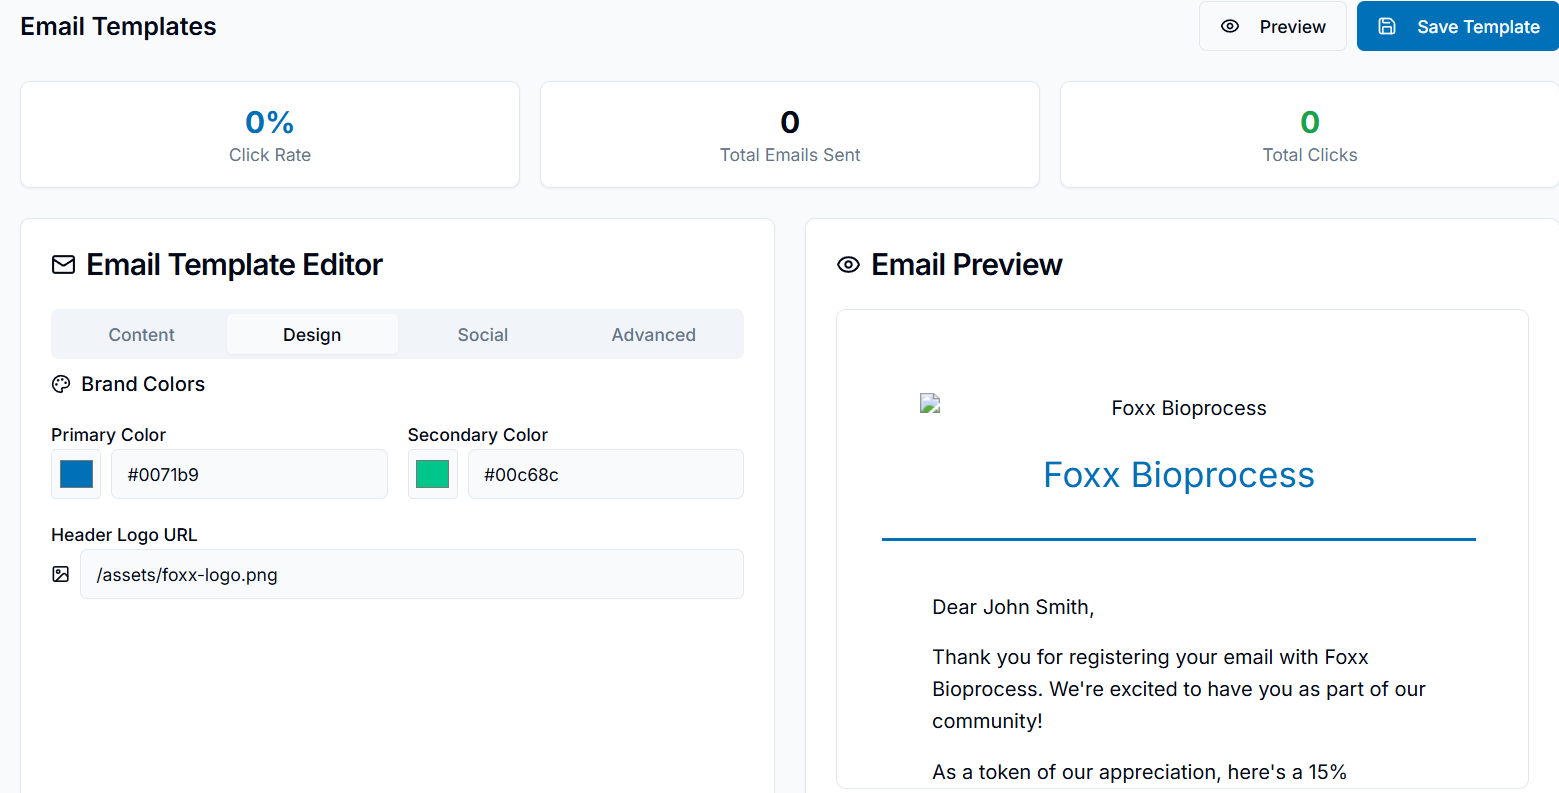 Email Templates
Preview
Save Template
0%
Click Rate
0
Total Emails Sent
0
Total Clicks
Email Template Editor
Content
Design
Social
Advanced
Brand Colors
Primary Color
#0071b9
Secondary Color
#00c68c
Header Logo URL
/assets/foxx-logo.png
Email Preview
Foxx Bioprocess
Foxx Bioprocess
Dear John Smith,
Thank you for registering your email with Foxx
Bioprocess. We're excited to have you as part of our
community!
As a token of our appreciation, here's a 15%